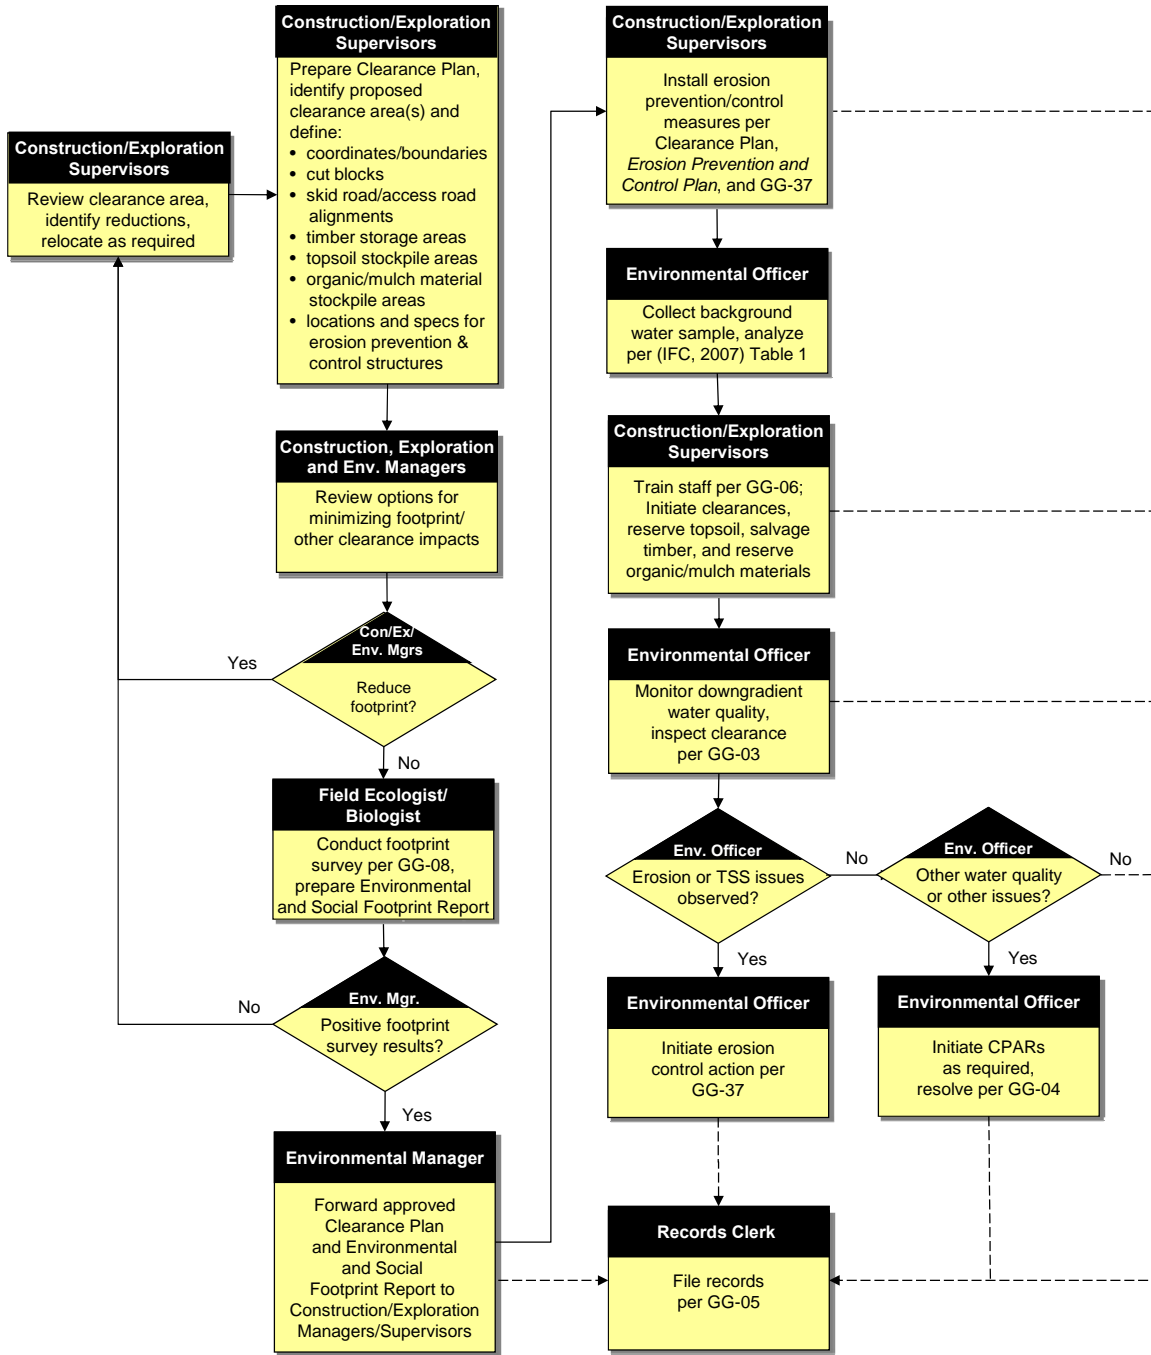 Construction/Exploration
Supervisors
Review clearance area,
identify reductions,
relocate as required
Construction/Exploration
Supervisors
Prepare Clearance Plan,
identify proposed
clearance area(s) and
define:
• coordinates/boundaries
• cut blocks
• skid road/access road
alignments
• timber storage areas
• topsoil stockpile areas
• organic/mulch material
stockpile areas
• locations and specs for
erosion prevention &
control structures
Construction, Exploration
and Env. Managers
Review options for
minimizing footprint/
other clearance impacts
Con/Ex/
Env. Mgrs
Reduce
footprint?
Yes
No
Field Ecologist/
Biologist
Conduct footprint
survey per GG-08,
prepare Environmental
and Social Footprint Report
Env. Mgr.
Positive footprint
survey results?
No
Yes
Environmental Manager
Forward approved
Clearance Plan
and Environmental
and Social
Footprint Report to
Construction/Exploration
Managers/Supervisors
Construction/Exploration
Supervisors
Install erosion
prevention/control
measures per
Clearance Plan,
Erosion Prevention and
Control Plan, and GG-37
Environmental Officer
Collect background
water sample, analyze
per (IFC, 2007) Table 1
Construction/Exploration
Supervisors
Train staff per GG-06;
Initiate clearances,
reserve topsoil, salvage
timber, and reserve
organic/mulch materials
Environmental Officer
Monitor downgradient
water quality,
inspect clearance
per GG-03
Env. Officer
Erosion or TSS issues
observed?
No
Yes
Env. Officer
Other water quality
or other issues?
No
Yes
Environmental Officer
Initiate erosion
control action per
GG-37
Environmental Officer
Initiate CPARs
as required,
resolve per GG-04
Records Clerk
File records
per GG-05